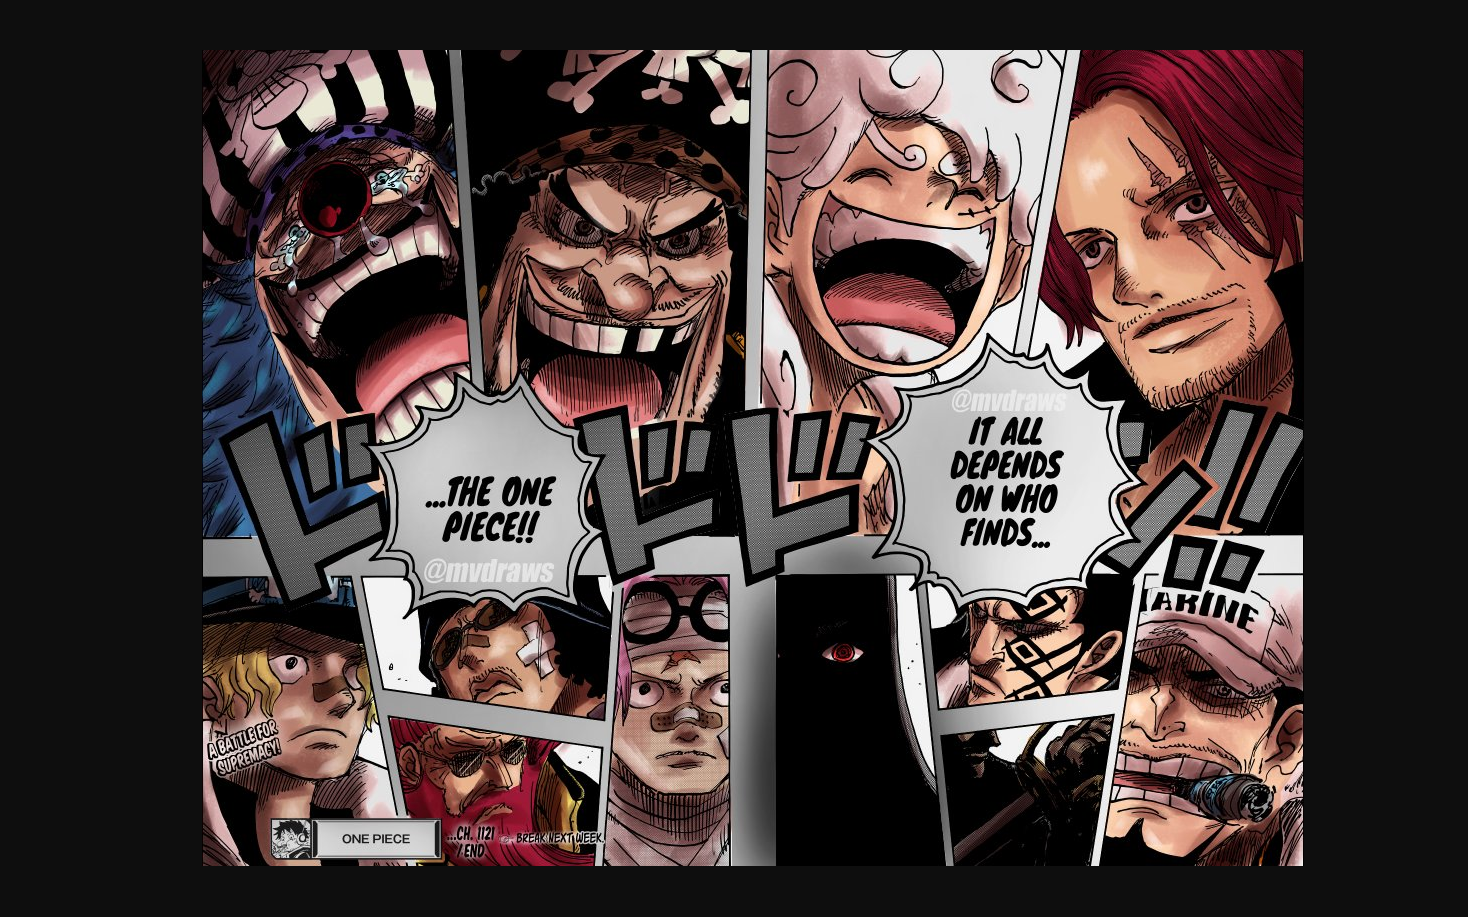 @mvdraws
IT ALL
DEPENDS
ON WHO
FINDS...
...THE ONE
PIECE!!
@mvdraws
ド
ド
ド
ン
!!
MARINE
A BATTLE FOR
SUPREMACY!
ONE PIECE
...CH. 1121
/ END
BREAK NEXT WEEK.